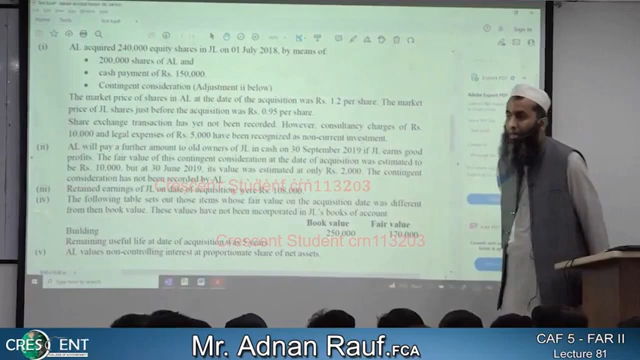 (i) AL acquired 240,000 equity shares in JL on 01 July 2018, by means of
• 200,000 shares of AL and
• cash payment of Rs. 150,000.
• Contingent consideration (Adjustment ii below)
The market price of shares in AL at the date of the acquisition was Rs. 1.2 per share. The market
price of JL shares just before the acquisition was Rs. 0.95 per share.
Share exchange transaction has yet not been recorded. However, consultancy charges of Rs.
10,000 and legal expenses of Rs. 5,000 have been recognized as non-current investment.
(ii) AL will pay a further amount to old owners of JL in cash on 30 September 2019 if JL earns good
profits. The fair value of this contingent consideration at the date of acquisition was estimated to
be Rs. 10,000, but at 30 June 2019, its value was estimated at only Rs. 2,000. The contingent
consideration has not been recorded by AL.
Crescent Student crn113203
(iii) Retained earnings of JL on date of acquisition were Rs.
(iv) The following table sets out those items whose fair value on the acquisition date was different
from their book value. These values have not been incorporated in JL's books of account
Book value Fair value
Building 250,000 170,000
Crescent Student crn113203
Remaining useful life at date of acquisition was
(v) AL values non-controlling interest at proportionate share of net assets.
Export PDF
CRESCENT
Mr. Adnan Rauf.FCA
CAF 5 - FAR II
Lecture 81